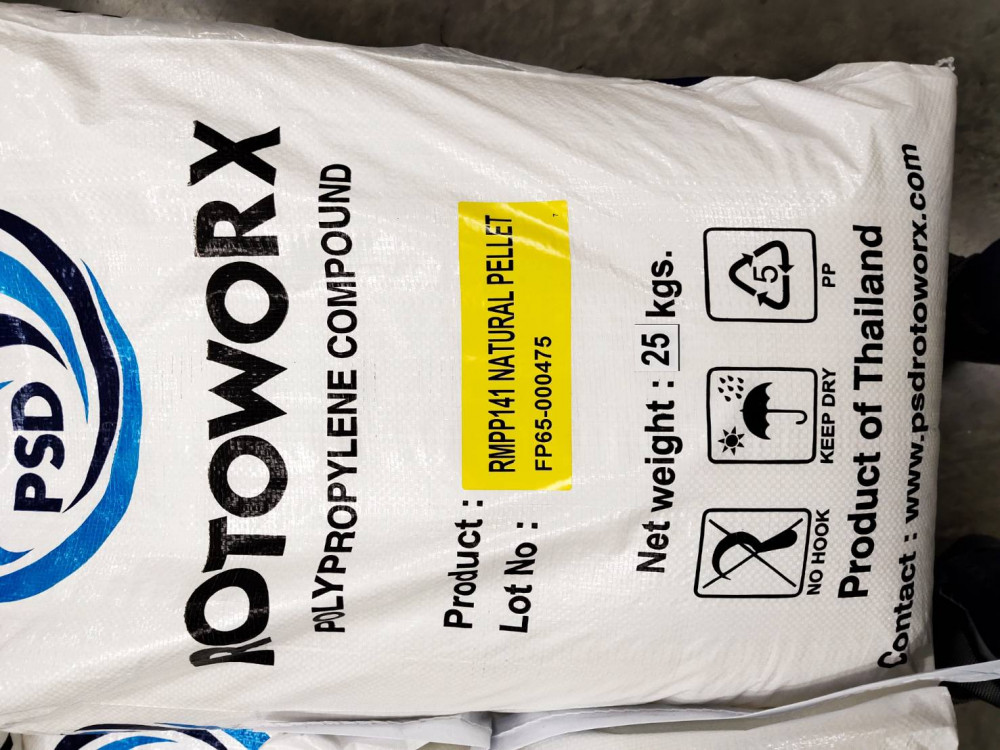 PSD
ROTOWORX
POLYPROPYLENE COMPOUND
Product : RMPP141 NATURAL PELLET
Lot No : FP65-000475
Net weight : 25 kgs.
NO HOOK
KEEP DRY
5
PP
Product of Thailand
Contact : www.psdrotoworx.com